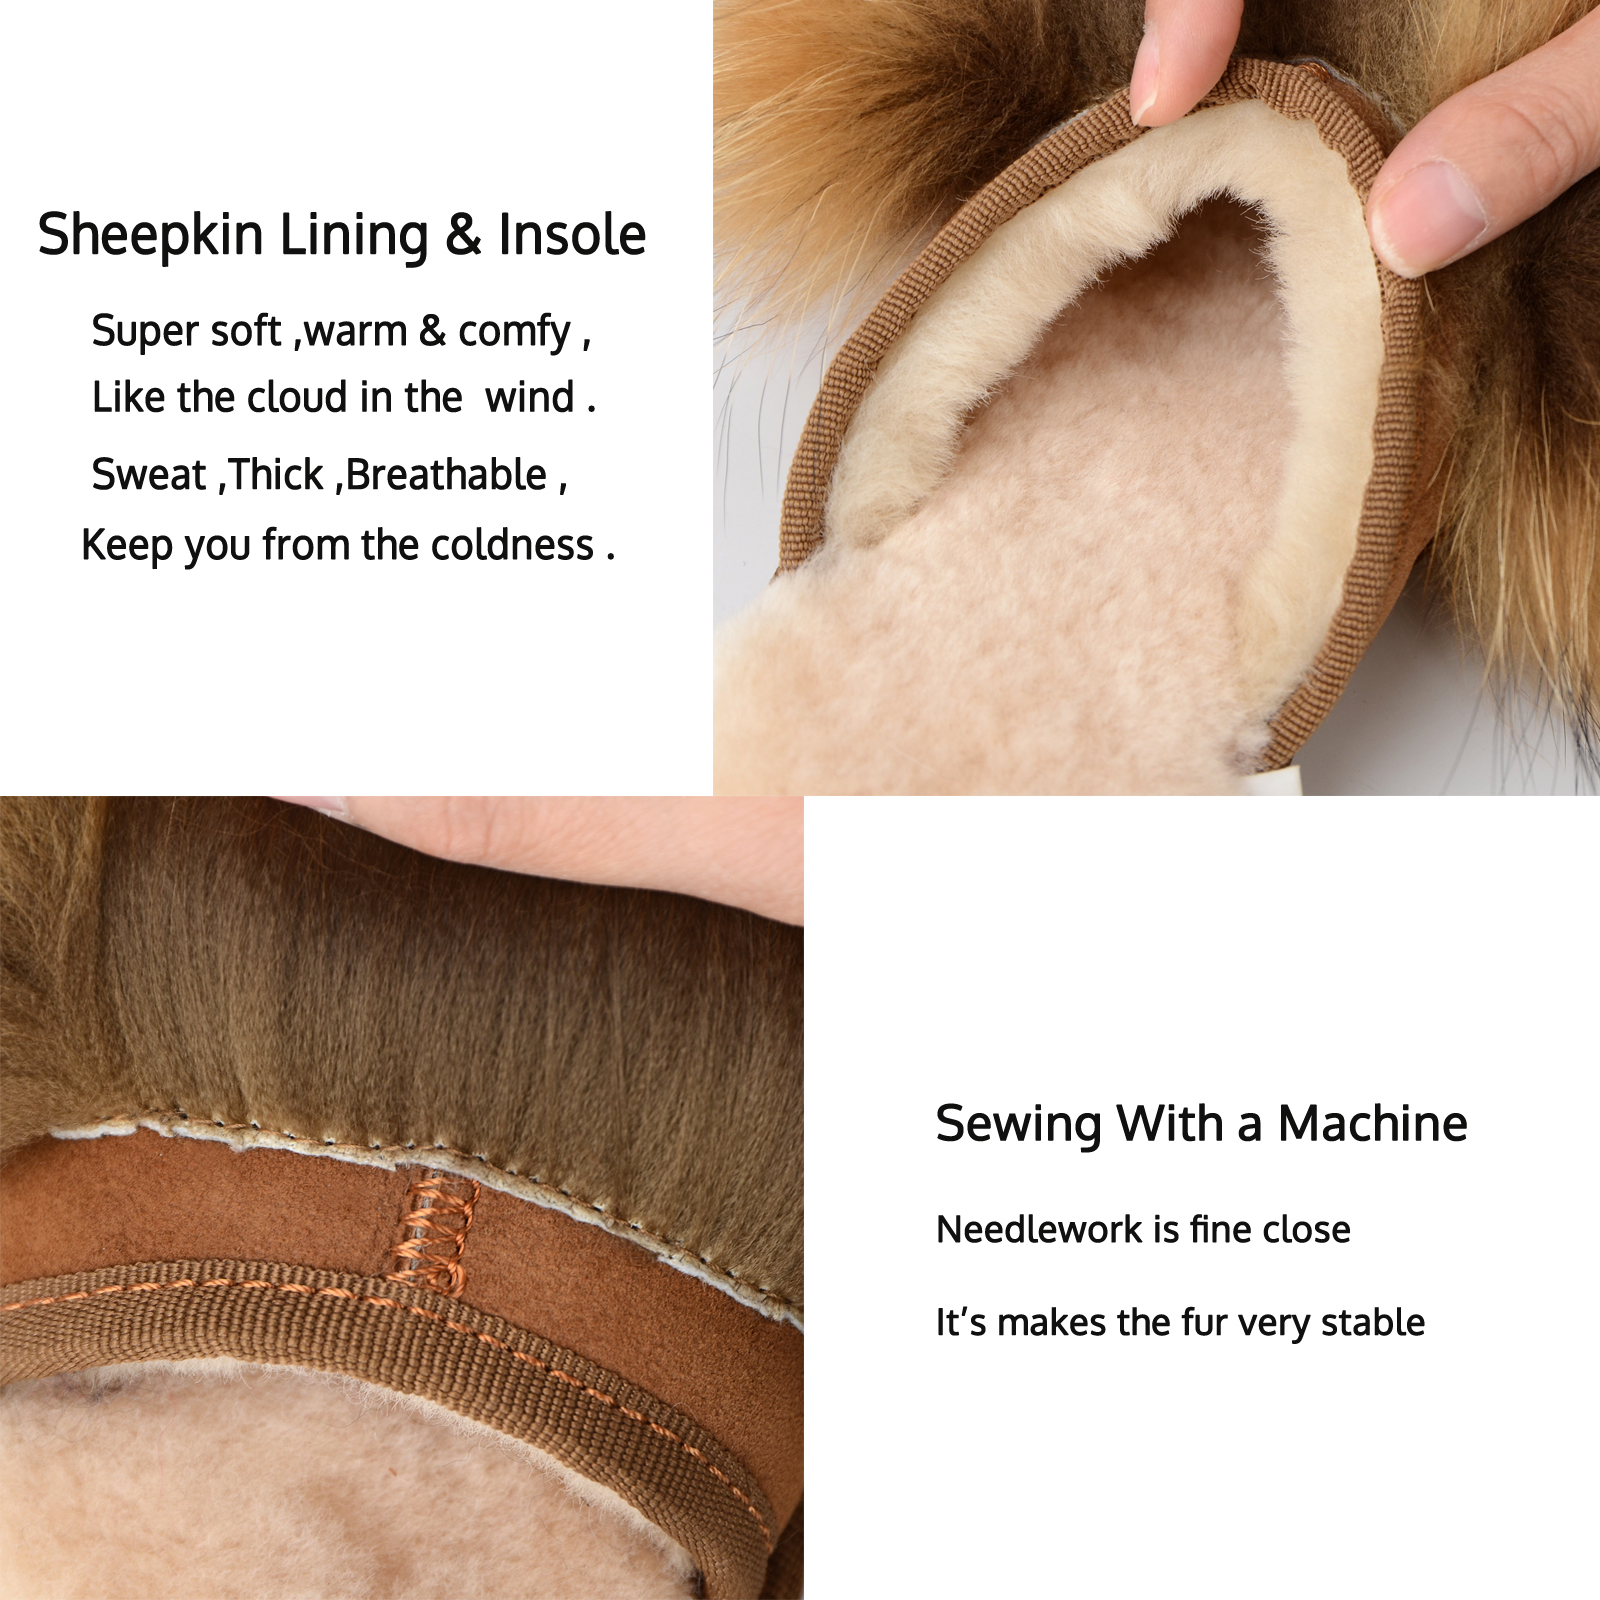 Sheepkin Lining & Insole
Super soft ,warm & comfy ,
Like the cloud in the  wind .
Sweat ,Thick ,Breathable ,
Keep you from the coldness .
Sewing With a Machine
Needlework is fine close
It’s makes the fur very stable